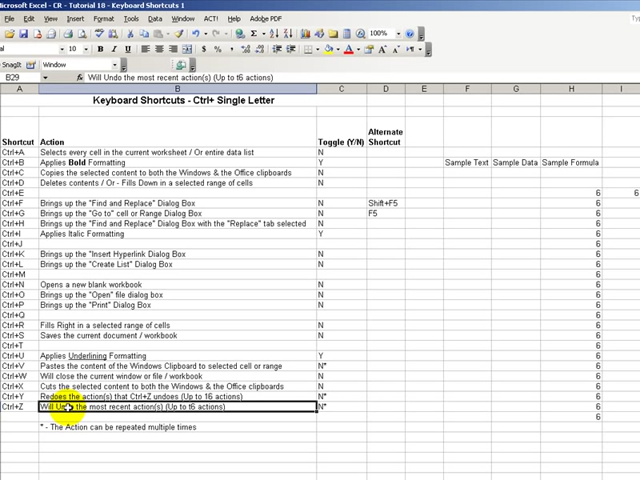 Microsoft Excel - CR - Tutorial 18 - Keyboard Shortcuts 1
File Edit View Insert Format Tools Data Window ACT! Help Adobe PDF
100%
10 B I U
SnagIt Window
B29 Will Undo the most recent action(s) (Up to t6 actions)
A B C D E F G H I
Keyboard Shortcuts - Ctrl+ Single Letter
Alternate
Shortcut Action Toggle (Y/N) Shortcut
Ctrl+A Selects every cell in the current worksheet / Or entire data list N
Ctrl+B Applies Bold Formatting Y Sample Text Sample Data Sample Formula
Ctrl+C Copies the selected content to both the Windows & the Office clipboards N
Ctrl+D Deletes contents / Or - Fills Down in a selected range of cells N
Ctrl+E 6 6
Ctrl+F Brings up the "Find and Replace" Dialog Box N Shift+F5 6
Ctrl+G Brings up the "Go to" cell or Range Dialog Box N F5 6
Ctrl+H Brings up the "Find and Replace" Dialog Box with the "Replace" tab selected N 6
Ctrl+I Applies Italic Formatting Y 6
Ctrl+J 6
Ctrl+K Brings up the "Insert Hyperlink Dialog Box N 6
Ctrl+L Brings up the "Create List" Dialog Box N 6
Ctrl+M 6
Ctrl+N Opens a new blank workbook N 6
Ctrl+O Brings up the "Open" file dialog box N 6
Ctrl+P Brings up the "Print" Dialog Box N 6
Ctrl+Q 6
Ctrl+R Fills Right in a selected range of cells N 6
Ctrl+S Saves the current document / workbook N 6
Ctrl+T 6
Ctrl+U Applies Underlining Formatting Y 6
Ctrl+V Pastes the content of the Windows Clipboard to selected cell or range N* 6
Ctrl+W Will close the current window or file / workbook N 6
Ctrl+X Cuts the selected content to both the Windows & the Office clipboards N 6
Ctrl+Y Redoes the action(s) that Ctrl+Z undoes (Up to 16 actions) N* 6
Ctrl+Z Will Undo the most recent action(s) (Up to t6 actions) N* 6
6
* - The Action can be repeated multiple times